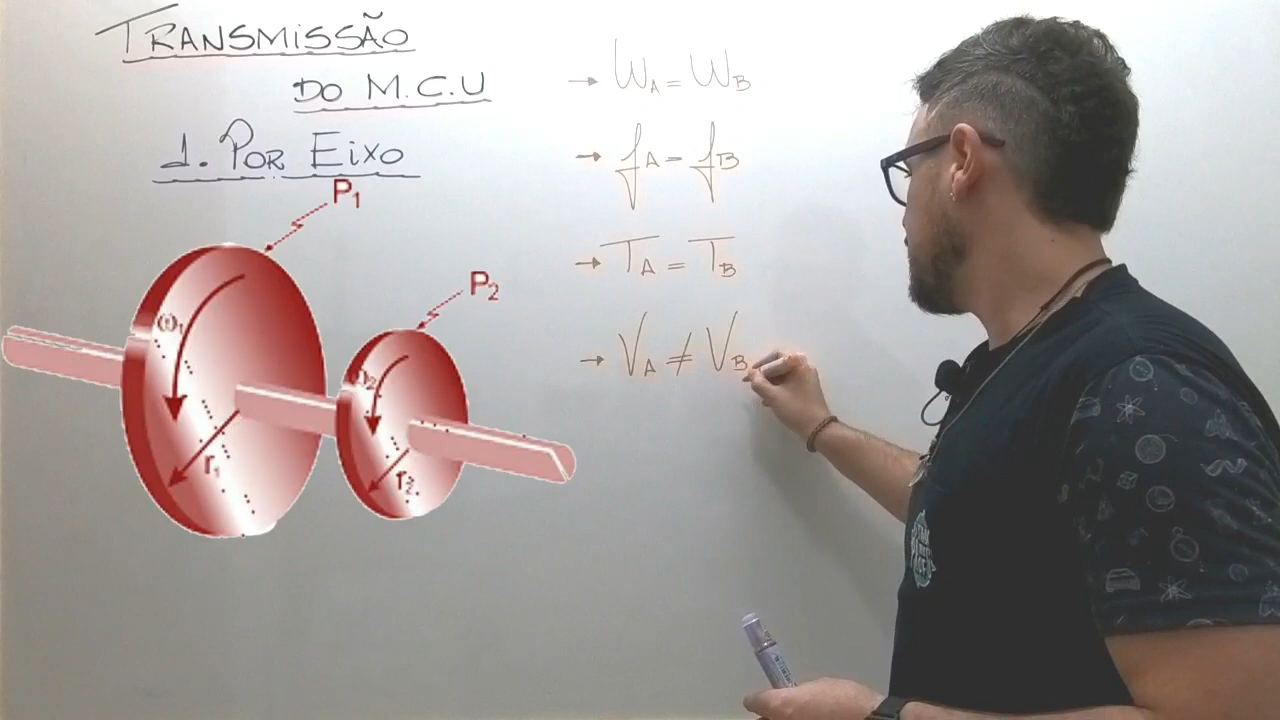 TRANSMISSÃO
DO M.C.U
1. POR EIXO
P₁
P₂
ω₁
ω₂
r₁
r₂
→ ωA = ωB
→ fA = fB
→ TA = TB
→ VA ≠ VB